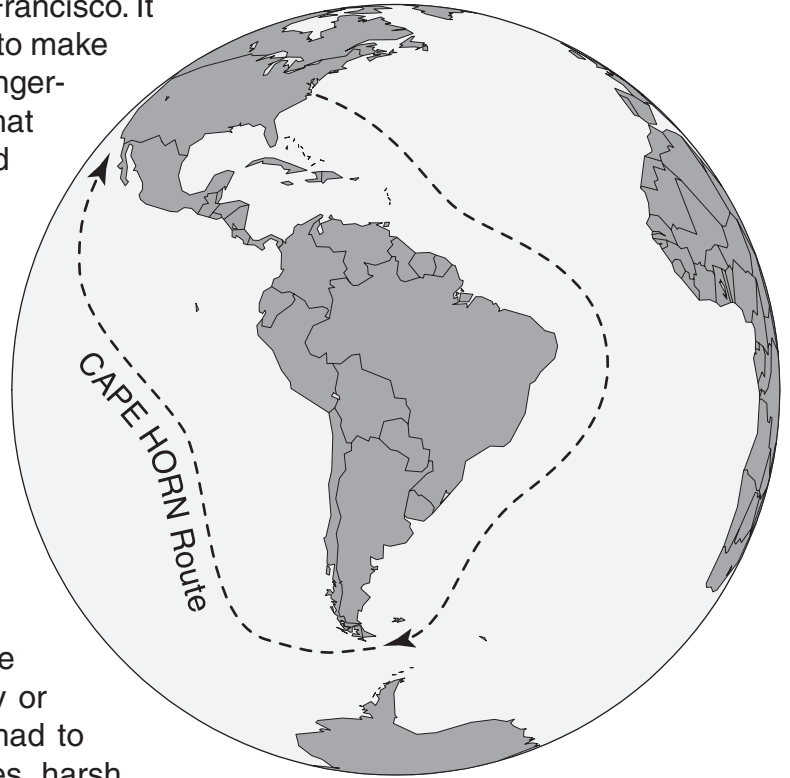 Francisco. It
to make
nger-
hat
d
CAPE HORN Route
e
y or
had to
es, harsh